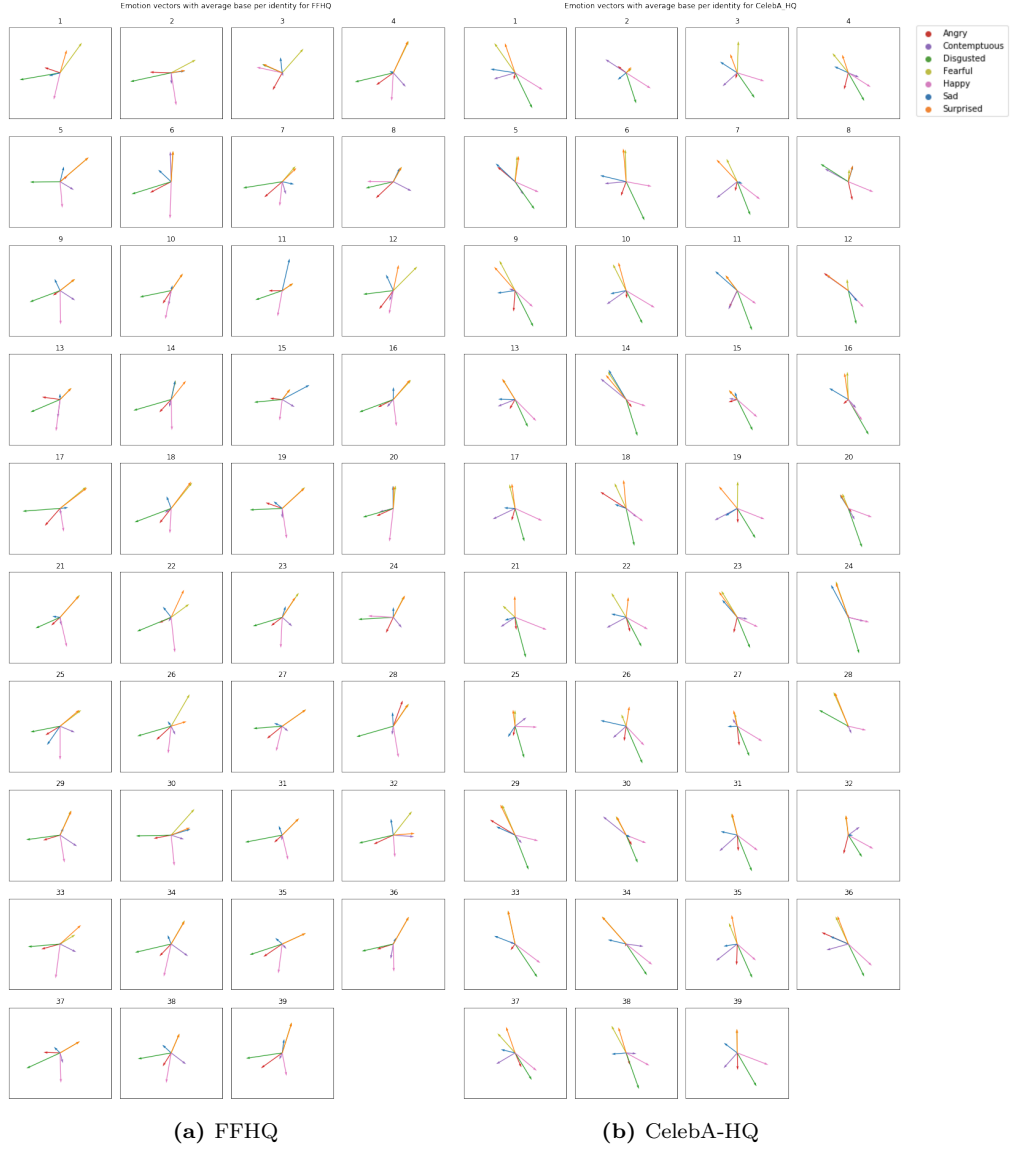 Emotion vectors with average base per identity for FFHQ
1 2 3 4
5 6 7 8
9 10 11 12
13 14 15 16
17 18 19 20
21 22 23 24
25 26 27 28
29 30 31 32
33 34 35 36
37 38 39
(a) FFHQ
Emotion vectors with average base per identity for CelebA_HQ
1 2 3 4
5 6 7 8
9 10 11 12
13 14 15 16
17 18 19 20
21 22 23 24
25 26 27 28
29 30 31 32
33 34 35 36
37 38 39
(b) CelebA-HQ
Angry
Contemptuous
Disgusted
Fearful
Happy
Sad
Surprised